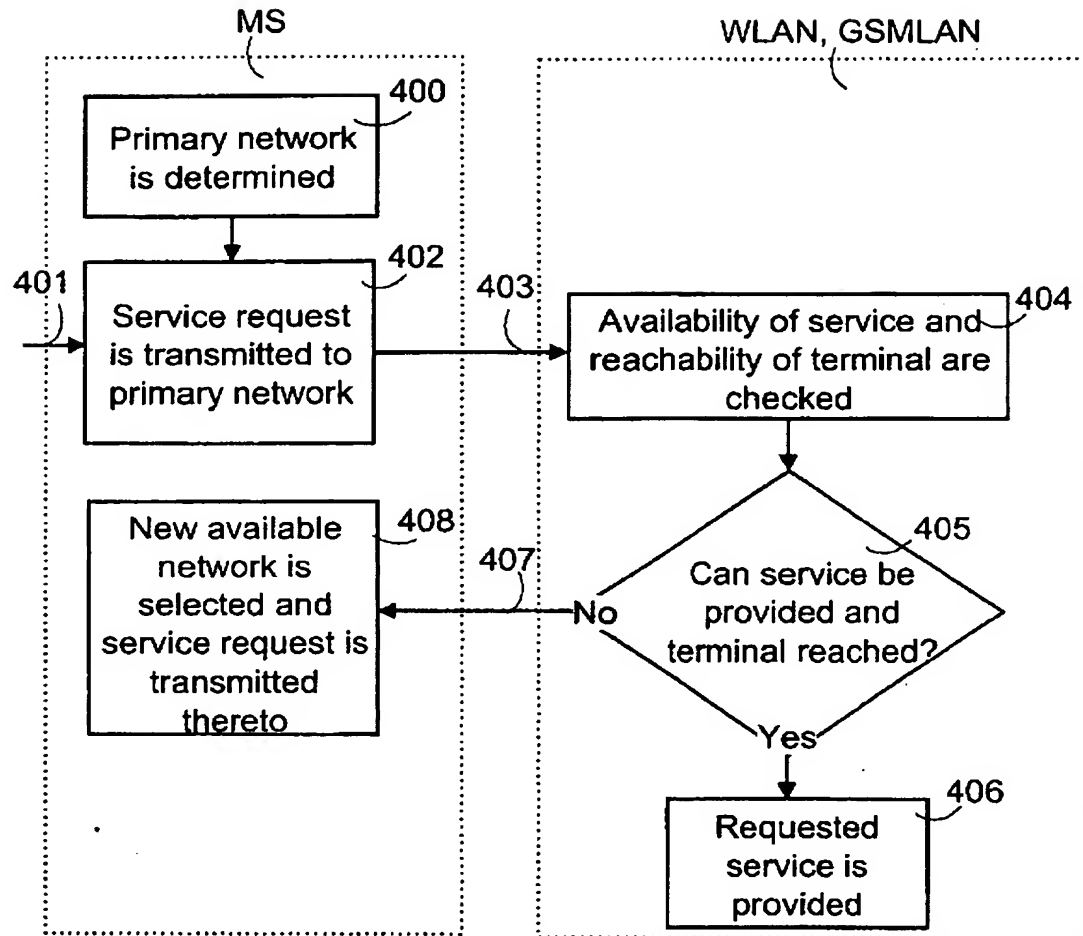 MS
WLAN, GSMLAN
400
Primary network
is determined
401
402
Service request
is transmitted to
primary network
403
404
Availability of service and
reachability of terminal are
checked
405
Can service be
provided and
terminal reached?
No
Yes
407
408
New available
network is
selected and
service request is
transmitted
thereto
406
Requested
service is
provided